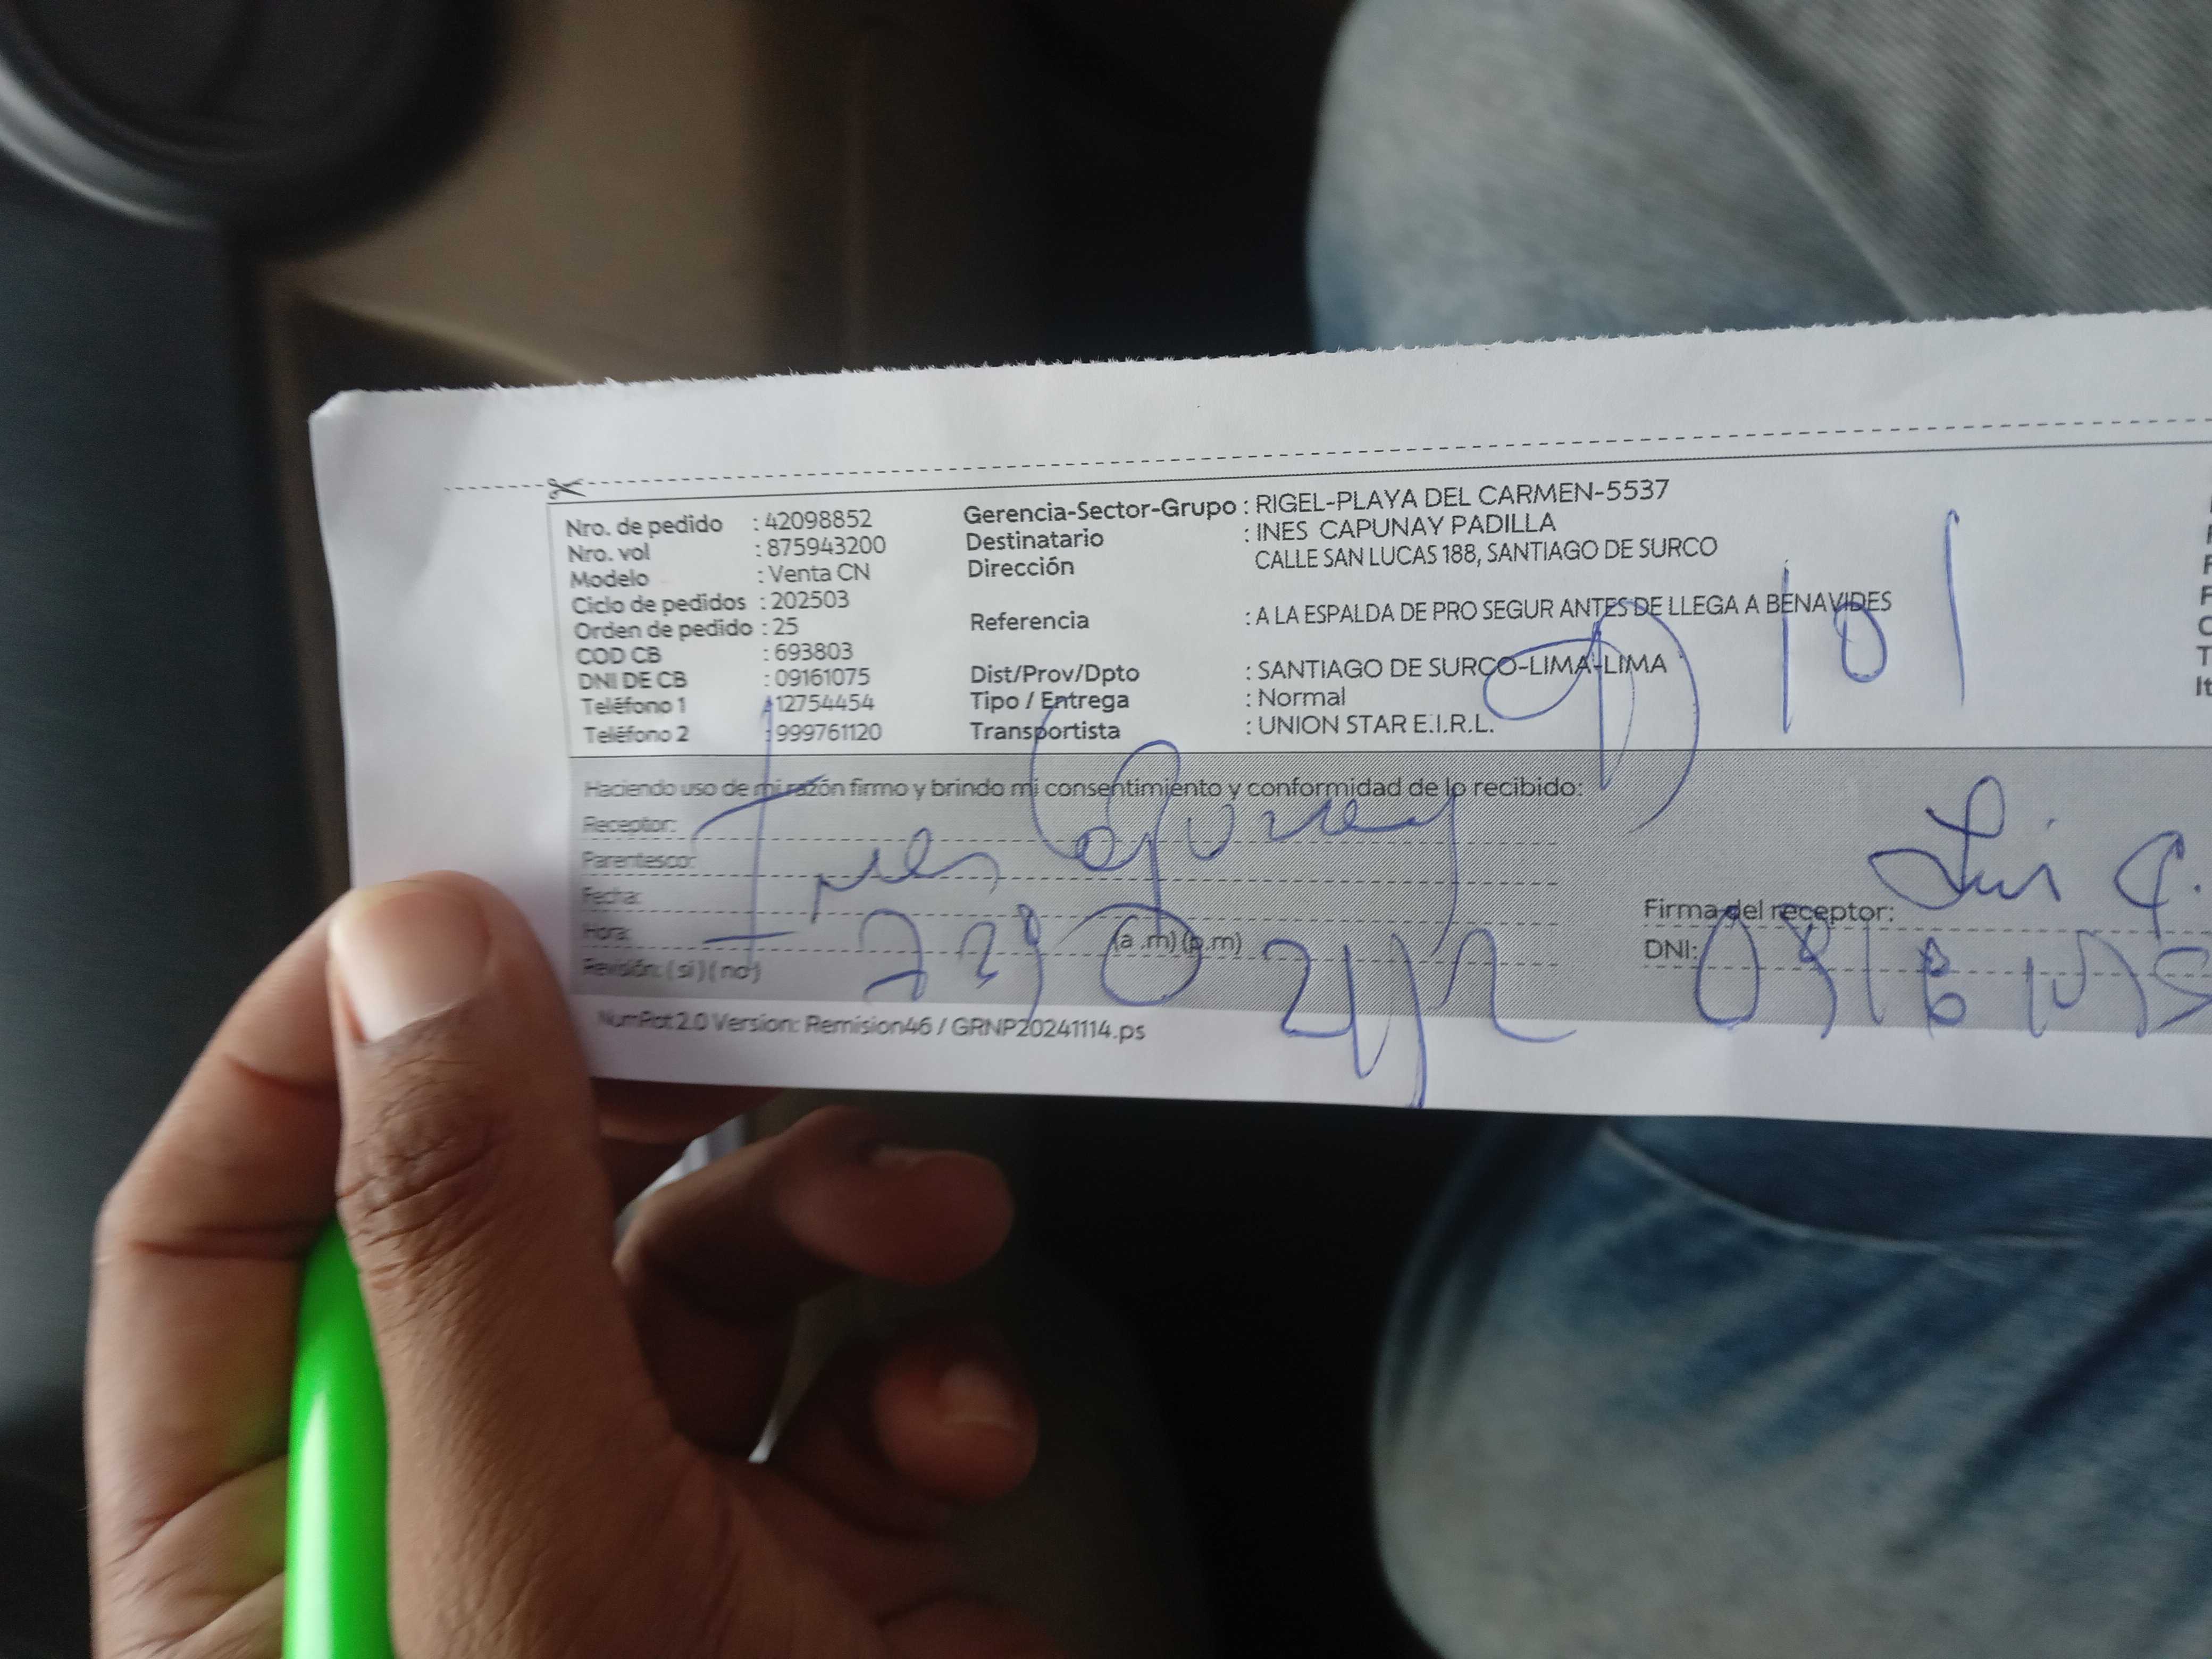 Nro. de pedido : 42098852
Nro. vol : 875943200
Modelo : Venta CN
Ciclo de pedidos : 202503
Orden de pedido : 25
COD CB : 693803
DNI DE CB : 09161075
Teléfono 1 : 12754454
Teléfono 2 : 999761120
Gerencia-Sector-Grupo : RIGEL-PLAYA DEL CARMEN-5537
Destinatario : INES CAPUNAY PADILLA
Dirección CALLE SAN LUCAS 188, SANTIAGO DE SURCO
Referencia : A LA ESPALDA DE PRO SEGUR ANTES DE LLEGA A BENAVIDES
Dist/Prov/Dpto : SANTIAGO DE SURCO-LIMA-LIMA
Tipo / Entrega : Normal
Transportista : UNION STAR E.I.R.L.
Haciendo uso de mi razón firmo y brindo mi consentimiento y conformidad de lo recibido:
Receptor:
Parentesco:
Fecha:
Hora: (a .m) (p.m)
Revisión: ( si ) ( no )
Ines Capunay
Firma del receptor:
DNI:
NumRot 2.0 Version: Remision46 / GRNP20241114.ps